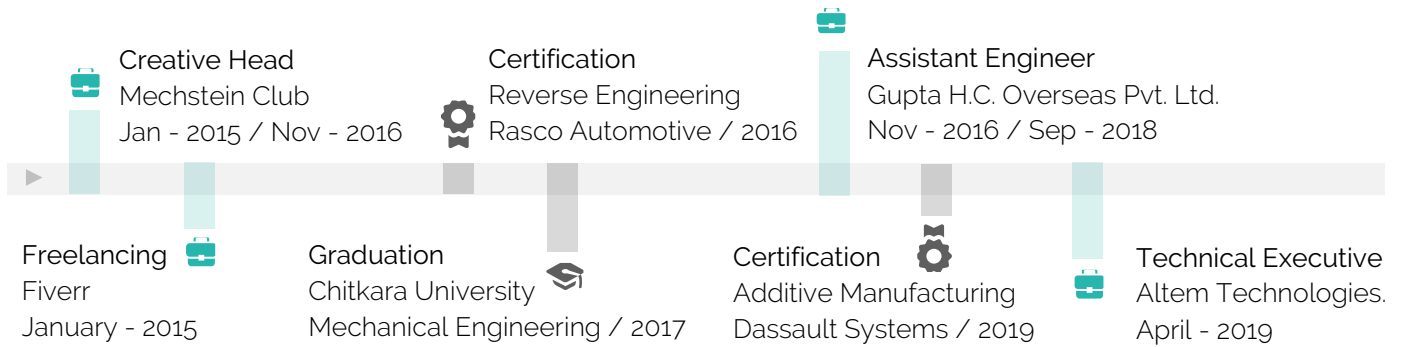 Creative Head
Mechstein Club
Jan - 2015 / Nov - 2016
Certification
Reverse Engineering
Rasco Automotive / 2016
Assistant Engineer
Gupta H.C. Overseas Pvt. Ltd.
Nov - 2016 / Sep - 2018
Freelancing
Fiverr
January - 2015
Graduation
Chitkara University
Mechanical Engineering / 2017
Certification
Additive Manufacturing
Dassault Systems / 2019
Technical Executive
Altem Technologies.
April - 2019